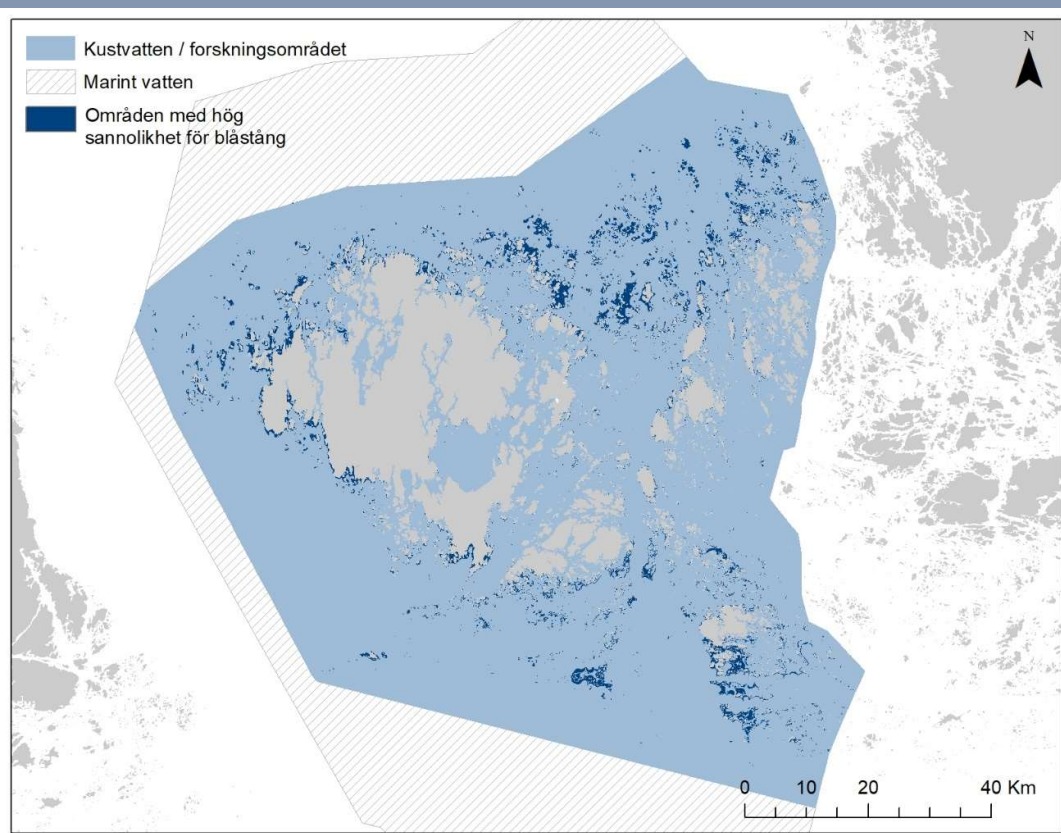 Kustvatten / forskningsområdet
Marint vatten
Områden med hög
sannolikhet för blåstång
N
0 10 20 40 Km